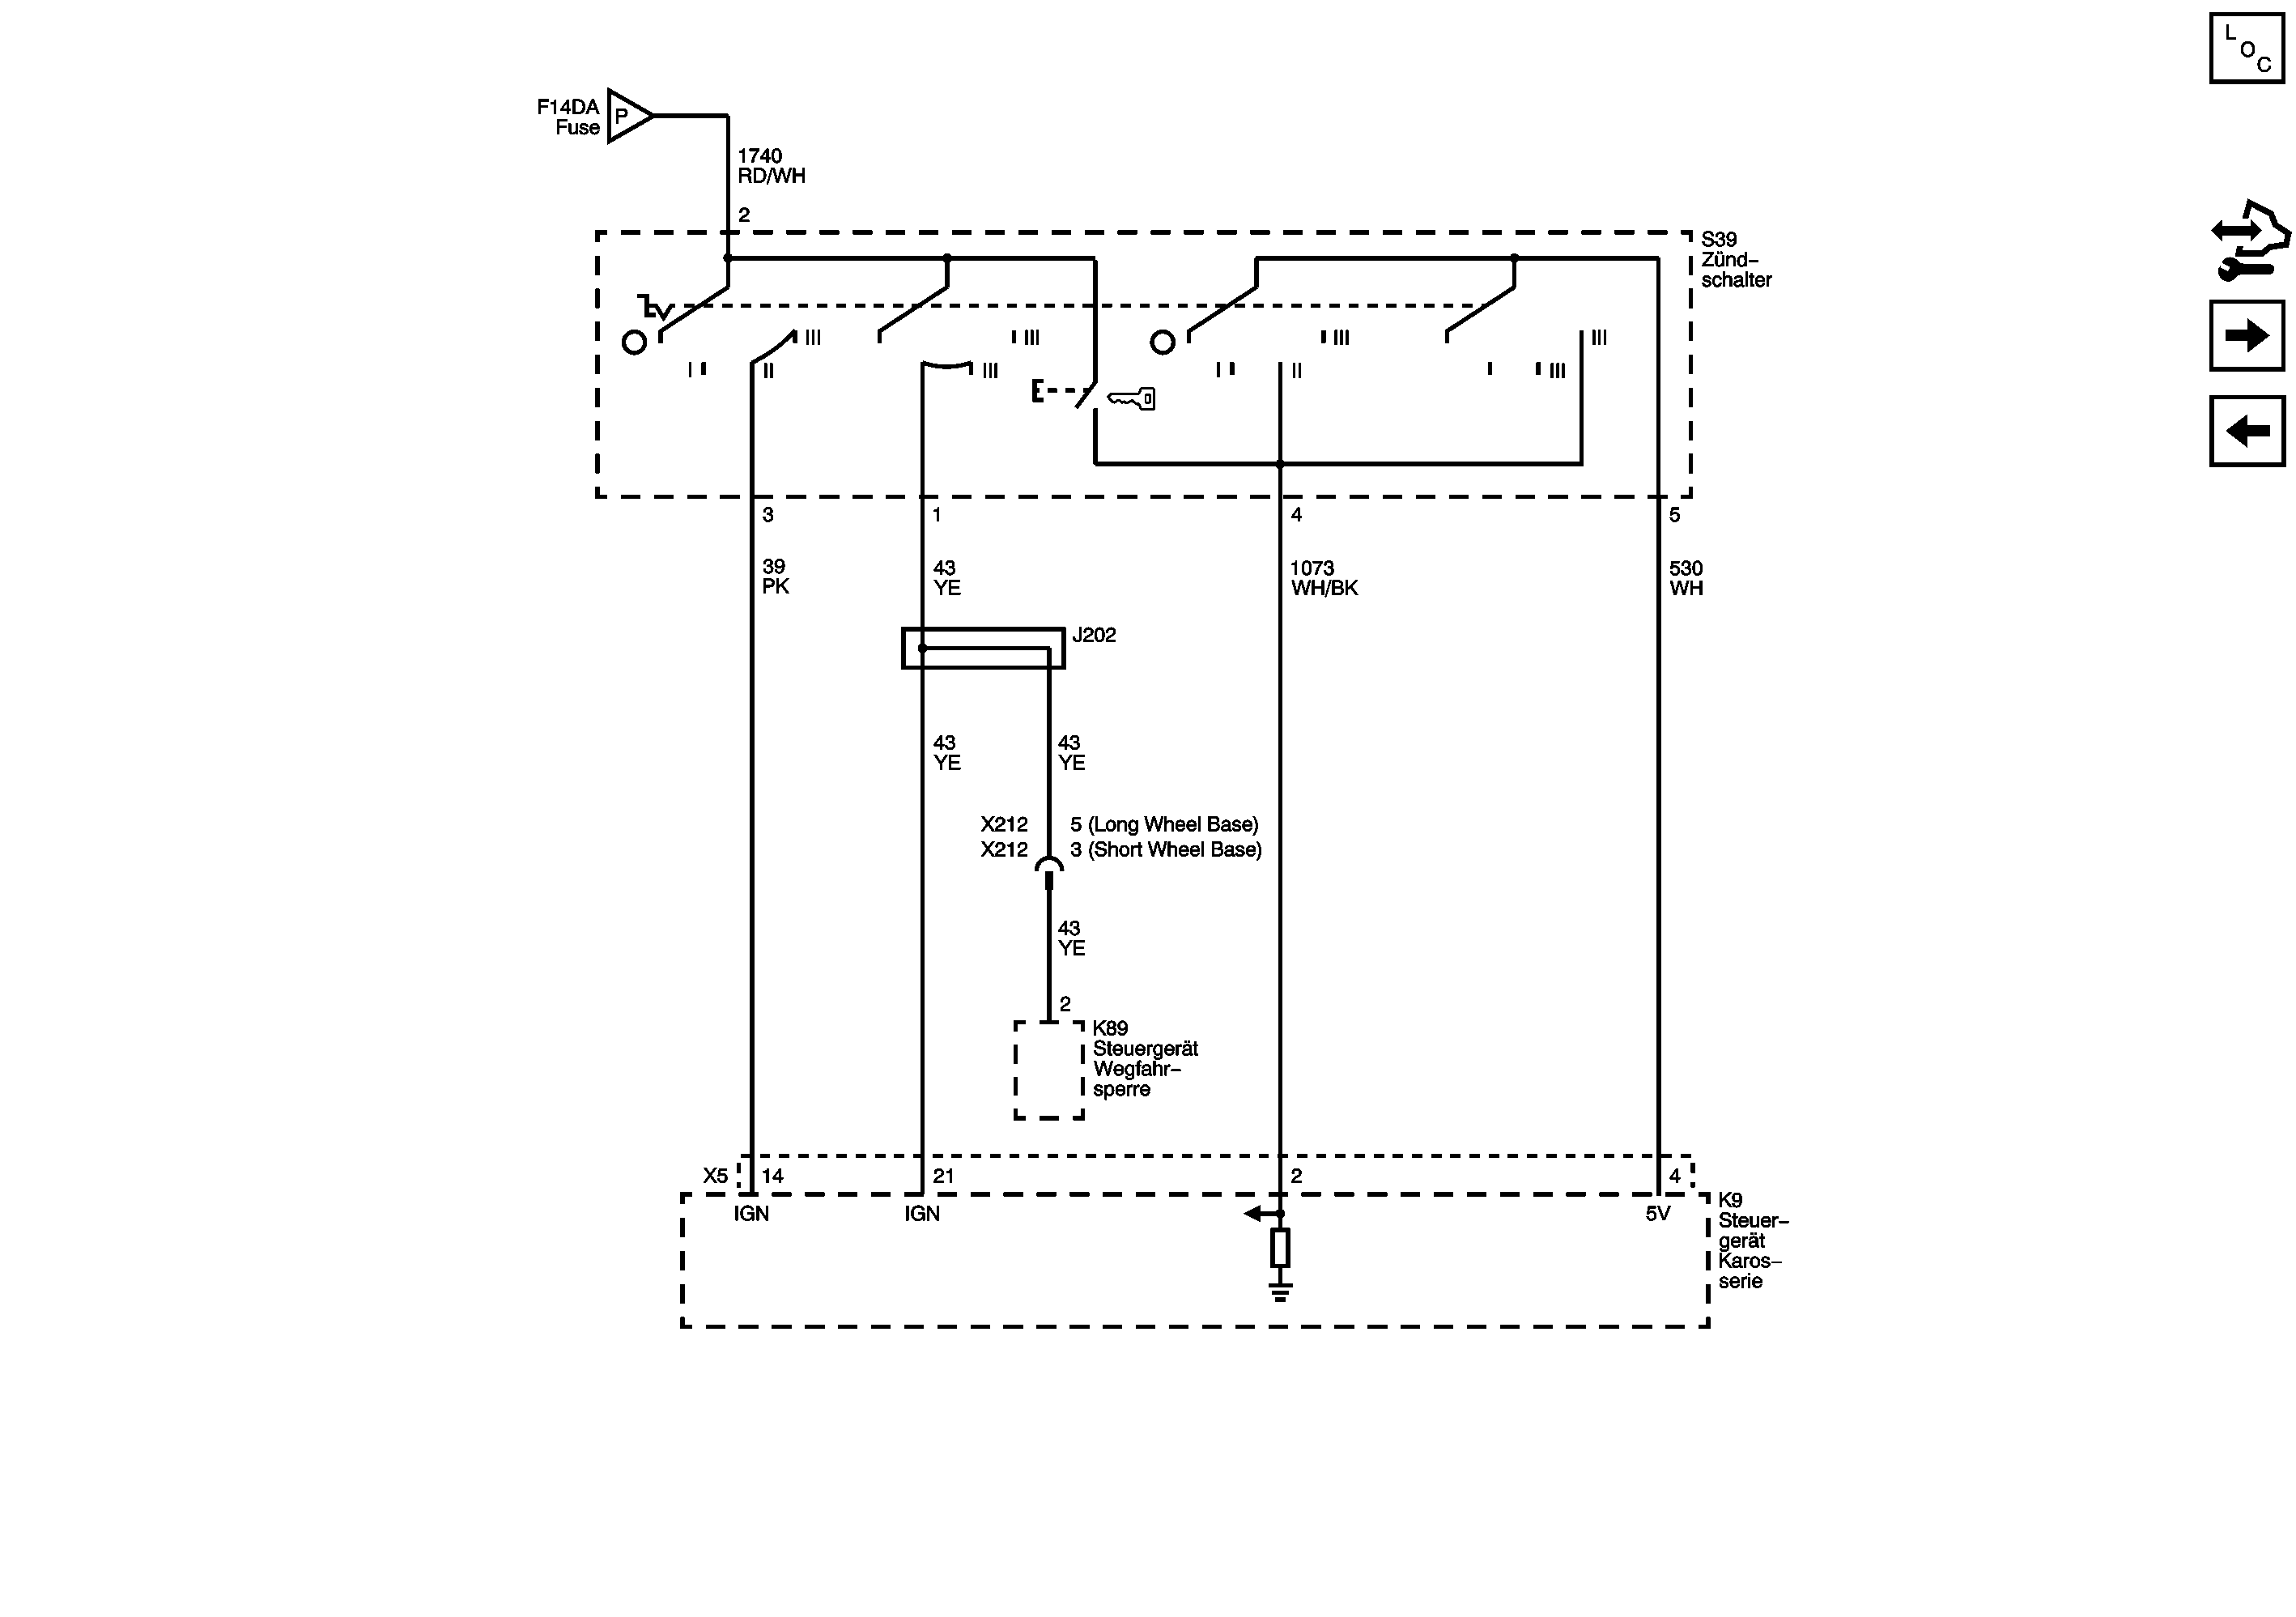 L
O
C
F14DA
Fuse
P
1740
RD/WH
2
S39
Zünd–
schalter
III
III
III
III
I
II
III
I
II
III
3
1
4
5
39
PK
43
YE
1073
WH/BK
530
WH
J202
43
YE
43
YE
X212
5 (Long Wheel Base)
X212
3 (Short Wheel Base)
43
YE
2
K89
Steuergerät
Wegfahr–
sperre
X5
14
21
2
4
IGN
IGN
5V
K9
Steuer–
gerät
Karos–
serie